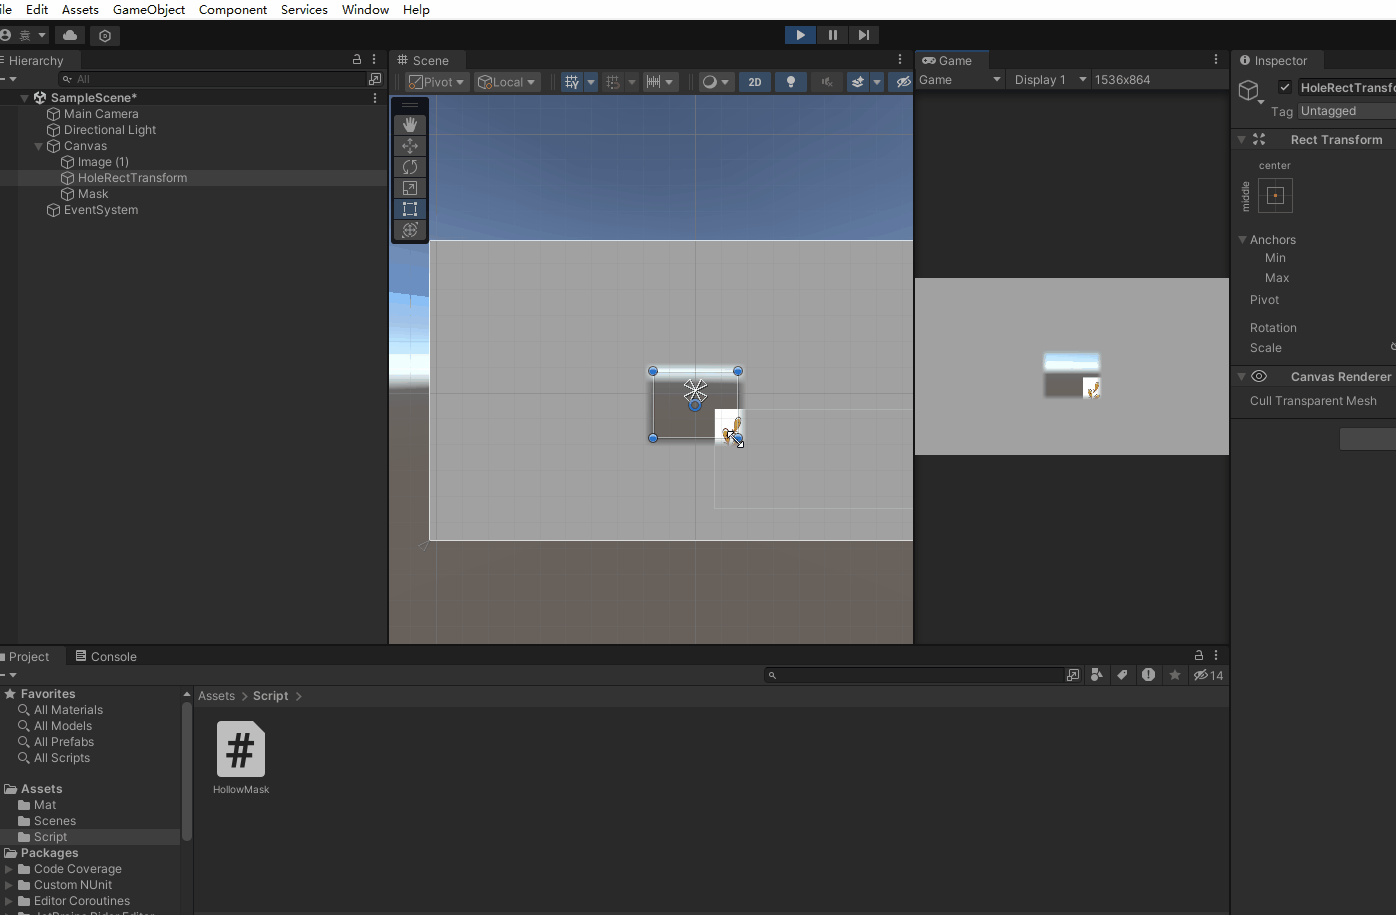 ile Edit Assets GameObject Component Services Window Help
Hierarchy
All
SampleScene*
Main Camera
Directional Light
Canvas
Image (1)
HoleRectTransform
Mask
EventSystem
Scene
Pivot Local 2D
Game
Game Display 1 1536x864
Inspector
HoleRectTransfo
Tag Untagged
Rect Transform
center
middle
Anchors
Min
Max
Pivot
Rotation
Scale
Canvas Renderer
Cull Transparent Mesh
Project Console
14
Favorites
All Materials
All Models
All Prefabs
All Scripts
Assets
Mat
Scenes
Script
Packages
Code Coverage
Custom NUnit
Editor Coroutines
JetBrains Rider Editor
Assets > Script >
#
HollowMask